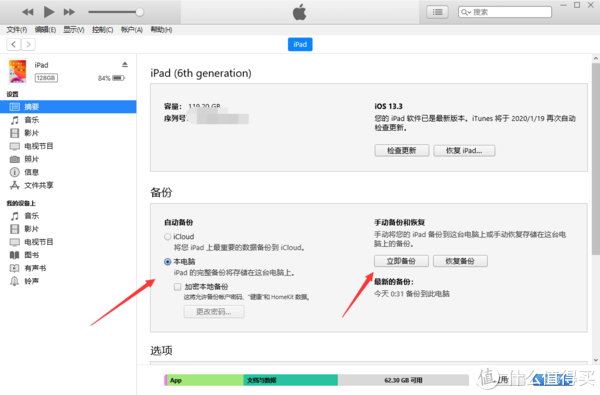 搜索
文件(F) 编辑(E) 显示(V) 控制(C) 帐户(A) 帮助(H)
iPad
iPad
128GB
84%
设置
摘要
音乐
影片
电视节目
照片
信息
文件共享
我的设备上
音乐
影片
电视节目
图书
有声书
铃声
iPad (6th generation)
容量： 119.20 GB
序列号
iOS 13.3
您的 iPad 软件已是最新版本。iTunes 将于 2020/1/19 再次自动
检查更新。
检查更新
恢复 iPad...
备份
自动备份
iCloud
将您 iPad 上最重要的数据备份到 iCloud。
本电脑
iPad 的完整备份将存储在这台电脑上。
加密本地备份
这将允许备份帐户密码、“健康”和 HomeKit 数据。
更改密码...
手动备份和恢复
手动将您的 iPad 备份到这台电脑上或手动恢复存储在这台电
脑上的备份。
立即备份
恢复备份
最新的备份：
今天 0:31 备份到此电脑
选项
App
文稿与数据
62.30 GB 可用
值 什么值得买